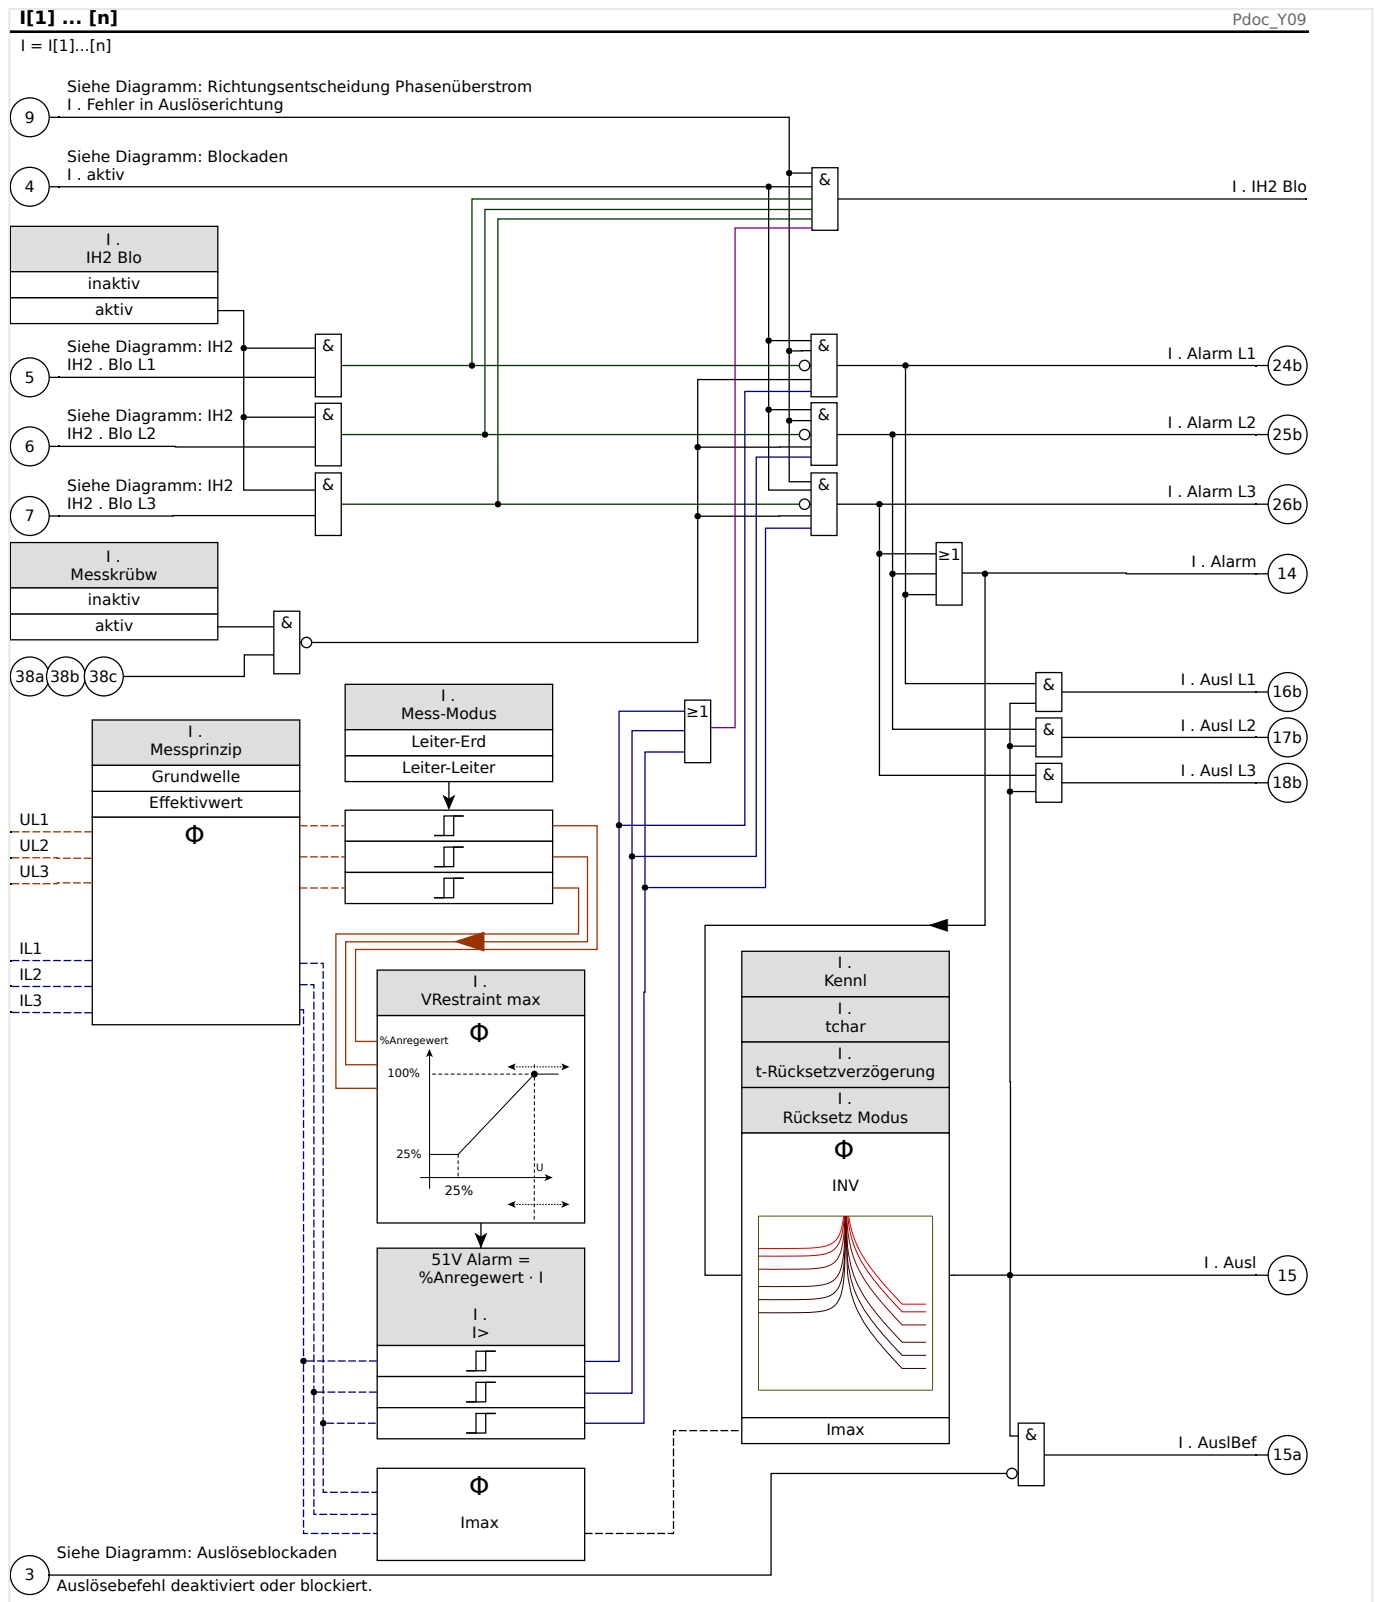 I[1] ... [n]
Pdoc_Y09
I = I[1]...[n]
Siehe Diagramm: Richtungsentscheidung Phasenüberstrom
I . Fehler in Auslöserichtung
9
Siehe Diagramm: Blockaden
I . aktiv
4
&
I . IH2 Blo
I .
IH2 Blo
inaktiv
aktiv
Siehe Diagramm: IH2
IH2 . Blo L1
5
&
&
I . Alarm L1
24b
Siehe Diagramm: IH2
IH2 . Blo L2
6
&
&
I . Alarm L2
25b
Siehe Diagramm: IH2
IH2 . Blo L3
7
&
&
I . Alarm L3
26b
I .
Messkrübw
inaktiv
aktiv
&
≥1
I . Alarm
14
38a
38b
38c
&
I . Ausl L1
16b
&
I . Ausl L2
17b
&
I . Ausl L3
18b
I .
Mess-Modus
Leiter-Erd
Leiter-Leiter
≥1
I .
Messprinzip
Grundwelle
Effektivwert
Φ
UL1
UL2
UL3
IL1
IL2
IL3
I .
VRestraint max
Φ
%Anregewert
100%
25%
25%
U
51V Alarm =
%Anregewert · I
I .
I>
Φ
Imax
I .
Kennl
I .
tchar
I .
t-Rücksetzverzögerung
I .
Rücksetz Modus
Φ
INV
Imax
I . Ausl
15
&
I . AuslBef
15a
Siehe Diagramm: Auslöseblockaden
3
Auslösebefehl deaktiviert oder blockiert.